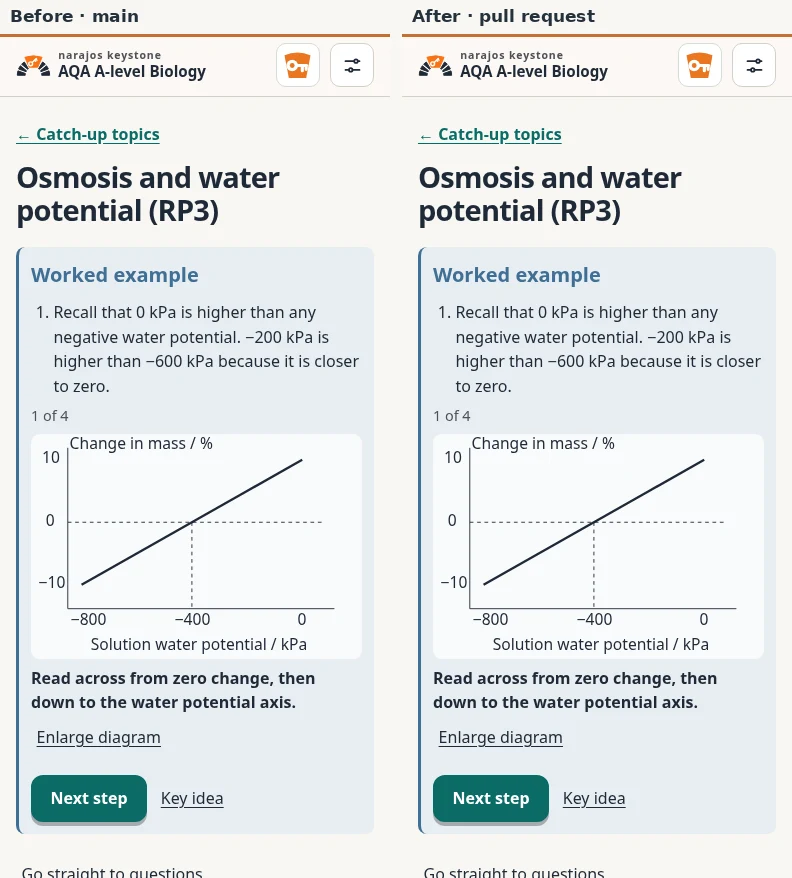 Before · main
narajos keystone
AQA A-level Biology
← Catch-up topics
Osmosis and water
potential (RP3)
Worked example
1. Recall that 0 kPa is higher than any
negative water potential. −200 kPa is
higher than −600 kPa because it is closer
to zero.
1 of 4
Change in mass / %
10
0
−10
−800
−400
0
Solution water potential / kPa
Read across from zero change, then
down to the water potential axis.
Enlarge diagram
Next step
Key idea
Go straight to questions
After · pull request
narajos keystone
AQA A-level Biology
← Catch-up topics
Osmosis and water
potential (RP3)
Worked example
1. Recall that 0 kPa is higher than any
negative water potential. −200 kPa is
higher than −600 kPa because it is closer
to zero.
1 of 4
Change in mass / %
10
0
−10
−800
−400
0
Solution water potential / kPa
Read across from zero change, then
down to the water potential axis.
Enlarge diagram
Next step
Key idea
Go straight to questions